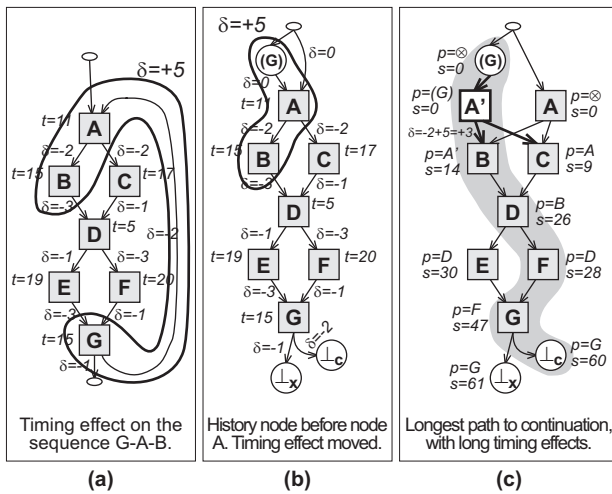 δ=+5
A
t=11
δ=-2
δ=-2
t=15
B
C
t=17
δ=-3
δ=-1
D
t=5
δ=-2
δ=-1
δ=-3
t=19
E
F
t=20
δ=-3
δ=-1
t=15
G
δ=-1
Timing effect on the
sequence G-A-B.
(a)
δ=+5
(G)
δ=0
δ=0
t=11
A
δ=-2
δ=-2
t=15
B
C
t=17
δ=-3
δ=-1
D
t=5
δ=-1
δ=-3
t=19
E
F
t=20
δ=-3
δ=-1
t=15
G
δ=-1
δ=-2
⊥x
⊥c
History node before node
A. Timing effect moved.
(b)
p=⊗
s=0
(G)
p=(G)
s=0
A'
A
p=⊗
s=0
δ=-2+5=+3
p=A'
s=14
B
C
p=A
s=9
D
p=B
s=26
p=D
s=30
E
F
p=D
s=28
p=F
s=47
G
p=G
s=61
⊥x
⊥c
p=G
s=60
Longest path to continuation,
with long timing effects.
(c)